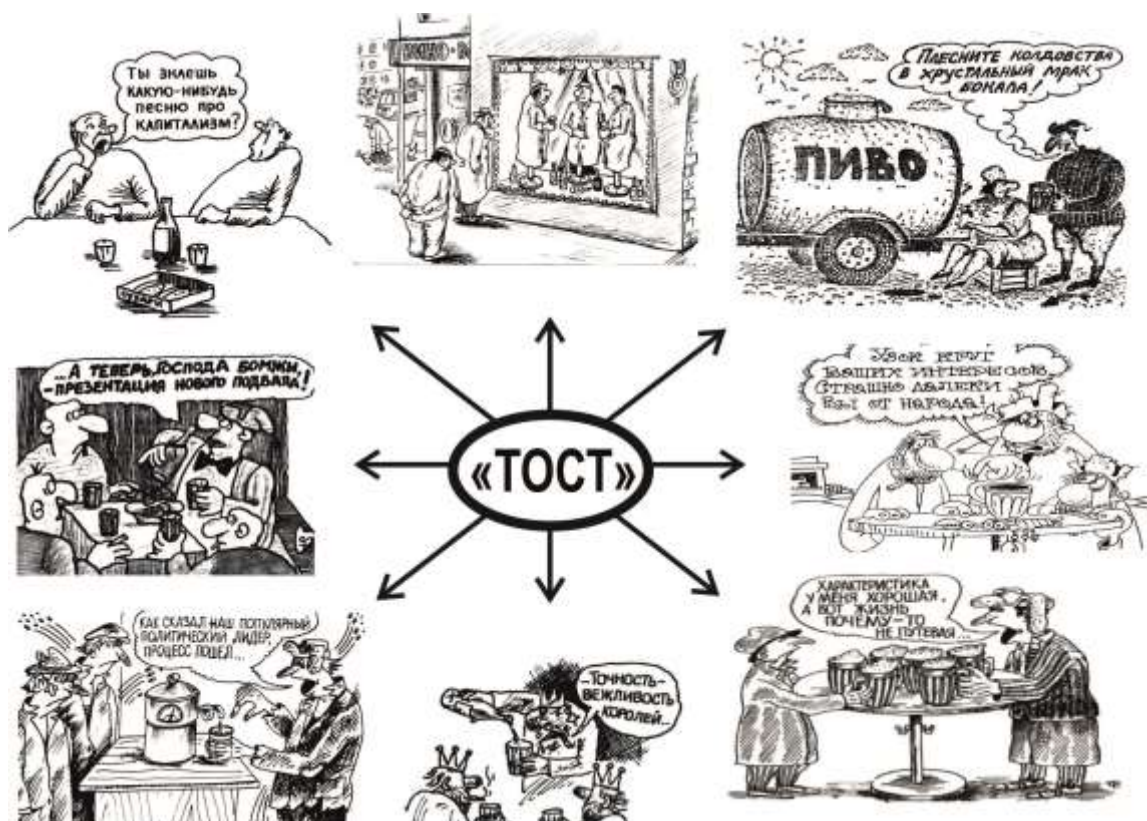 ТЫ ЗНАЕШЬ
КАКУЮ-НИБУДЬ
ПЕСНЮ ПРО
КАПИТАЛИЗМ?
ПЛЕСНИТЕ КОЛДОВСТВА
В ХРУСТАЛЬНЫЙ МРАК
БОКАЛА!
ПИВО
...А ТЕПЕРЬ, ГОСПОДА БОМЖЫ,
-ПРЕЗЕНТАЦИЯ НОВОГО ПОДВАЛА!
«ТОСТ»
УЗОК КРУГ
ВАШИХ ИНТЕРЕСОВ,
СТРАШНО ДАЛЕКИ
ВЫ ОТ НАРОДА!
КАК СКАЗАЛ НАШ ПОПУЛЯРНЫЙ
ПОЛИТИЧЕСКИЙ ЛИДЕР,
ПРОЦЕСС ПОШЕЛ...
...ТОЧНОСТЬ-
ВЕЖЛИВОСТЬ
КОРОЛЕЙ...
ХАРАКТЕРИСТИКА
У МЕНЯ ХОРОШАЯ,
А ВОТ ЖИЗНЬ
ПОЧЕМУ-ТО
НЕ ПУТЕВАЯ...